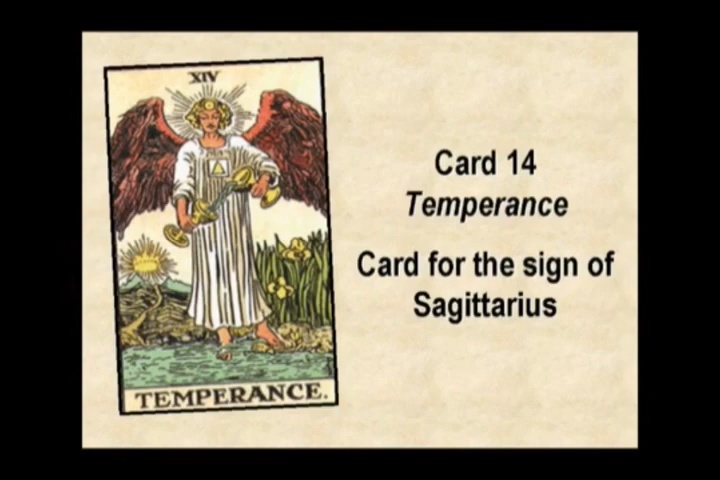 XIV
TEMPERANCE.
Card 14
Temperance
Card for the sign of
Sagittarius